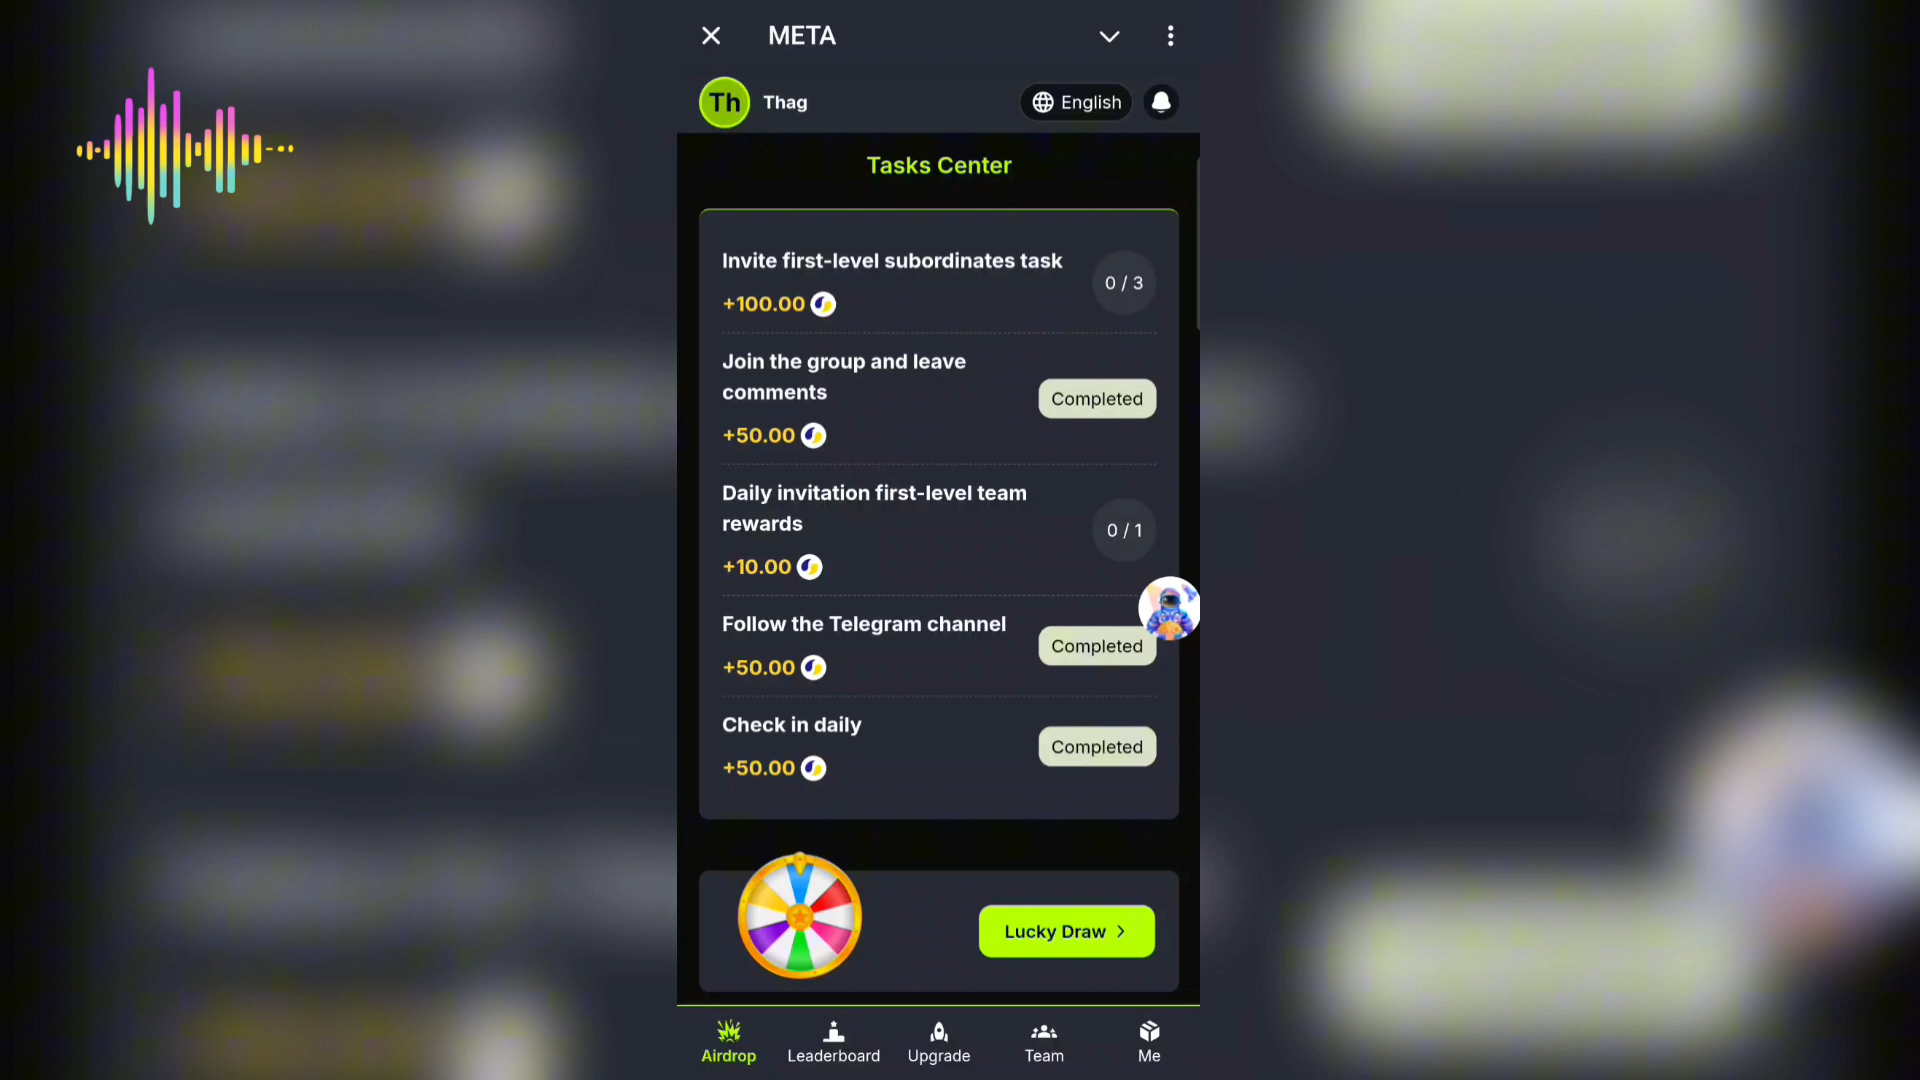 META
Th
Thag
English
Tasks Center
Invite first-level subordinates task
+100.00
0 / 3
Join the group and leave
comments
+50.00
Completed
Daily invitation first-level team
rewards
+10.00
0 / 1
Follow the Telegram channel
+50.00
Completed
Check in daily
+50.00
Completed
Lucky Draw >
Airdrop
Leaderboard
Upgrade
Team
Me